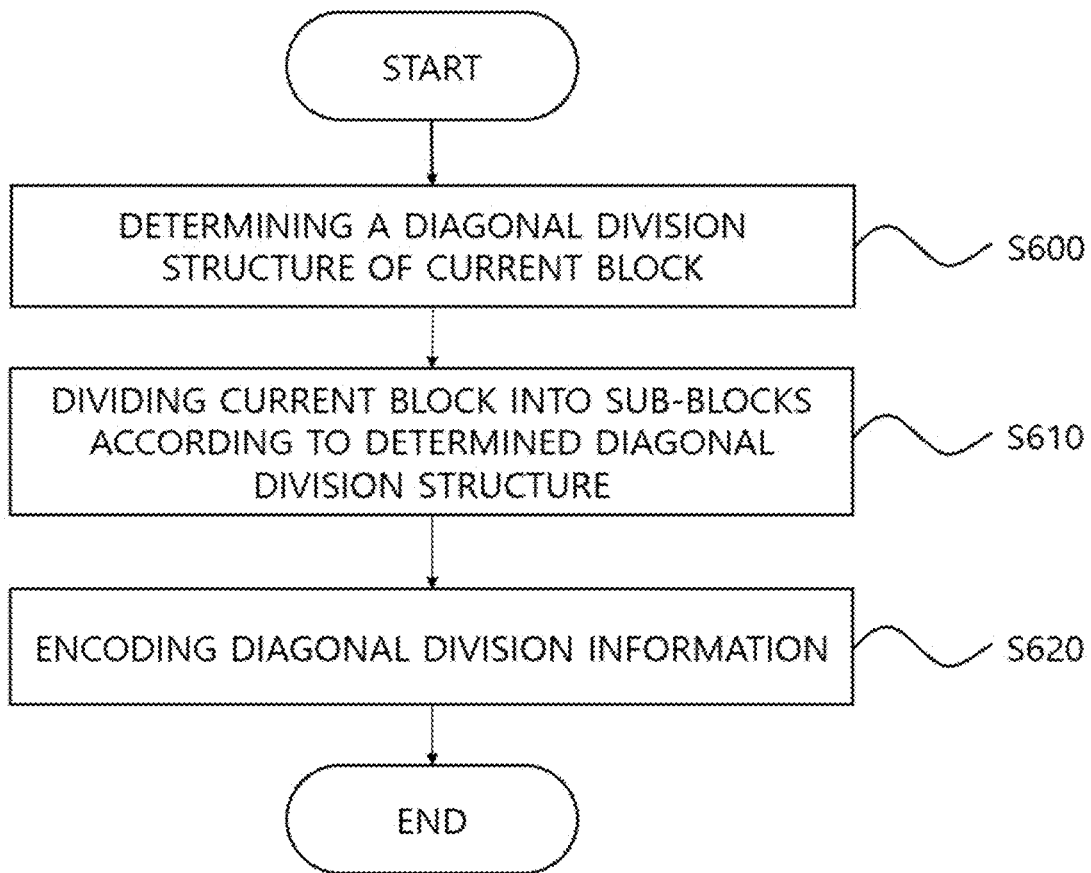 START
DETERMINING A DIAGONAL DIVISION
STRUCTURE OF CURRENT BLOCK
S600
DIVIDING CURRENT BLOCK INTO SUB-BLOCKS
ACCORDING TO DETERMINED DIAGONAL
DIVISION STRUCTURE
S610
ENCODING DIAGONAL DIVISION INFORMATION
S620
END